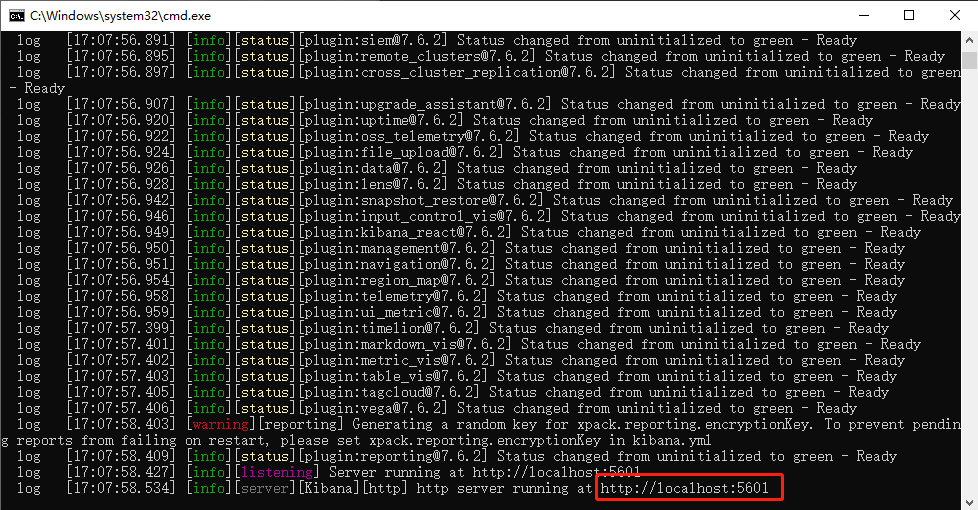 C:\Windows\system32\cmd.exe
log [17:07:56.891] [info][status][plugin:siem@7.6.2] Status changed from uninitialized to green - Ready
log [17:07:56.895] [info][status][plugin:remote_clusters@7.6.2] Status changed from uninitialized to green - Ready
log [17:07:56.897] [info][status][plugin:cross_cluster_replication@7.6.2] Status changed from uninitialized to green
- Ready
log [17:07:56.907] [info][status][plugin:upgrade_assistant@7.6.2] Status changed from uninitialized to green - Ready
log [17:07:56.920] [info][status][plugin:uptime@7.6.2] Status changed from uninitialized to green - Ready
log [17:07:56.922] [info][status][plugin:oss_telemetry@7.6.2] Status changed from uninitialized to green - Ready
log [17:07:56.924] [info][status][plugin:file_upload@7.6.2] Status changed from uninitialized to green - Ready
log [17:07:56.926] [info][status][plugin:data@7.6.2] Status changed from uninitialized to green - Ready
log [17:07:56.928] [info][status][plugin:lens@7.6.2] Status changed from uninitialized to green - Ready
log [17:07:56.942] [info][status][plugin:snapshot_restore@7.6.2] Status changed from uninitialized to green - Ready
log [17:07:56.946] [info][status][plugin:input_control_vis@7.6.2] Status changed from uninitialized to green - Ready
log [17:07:56.949] [info][status][plugin:kibana_react@7.6.2] Status changed from uninitialized to green - Ready
log [17:07:56.950] [info][status][plugin:management@7.6.2] Status changed from uninitialized to green - Ready
log [17:07:56.951] [info][status][plugin:navigation@7.6.2] Status changed from uninitialized to green - Ready
log [17:07:56.954] [info][status][plugin:region_map@7.6.2] Status changed from uninitialized to green - Ready
log [17:07:56.958] [info][status][plugin:telemetry@7.6.2] Status changed from uninitialized to green - Ready
log [17:07:56.959] [info][status][plugin:ui_metric@7.6.2] Status changed from uninitialized to green - Ready
log [17:07:57.399] [info][status][plugin:timelion@7.6.2] Status changed from uninitialized to green - Ready
log [17:07:57.401] [info][status][plugin:markdown_vis@7.6.2] Status changed from uninitialized to green - Ready
log [17:07:57.402] [info][status][plugin:metric_vis@7.6.2] Status changed from uninitialized to green - Ready
log [17:07:57.403] [info][status][plugin:table_vis@7.6.2] Status changed from uninitialized to green - Ready
log [17:07:57.405] [info][status][plugin:tagcloud@7.6.2] Status changed from uninitialized to green - Ready
log [17:07:57.406] [info][status][plugin:vega@7.6.2] Status changed from uninitialized to green - Ready
log [17:07:58.403] [warning][reporting] Generating a random key for xpack.reporting.encryptionKey. To prevent pendin
g reports from failing on restart, please set xpack.reporting.encryptionKey in kibana.yml
log [17:07:58.409] [info][status][plugin:reporting@7.6.2] Status changed from uninitialized to green - Ready
log [17:07:58.427] [info][listening] Server running at http://localhost:5601
log [17:07:58.534] [info][server][Kibana][http] http server running at http://localhost:5601